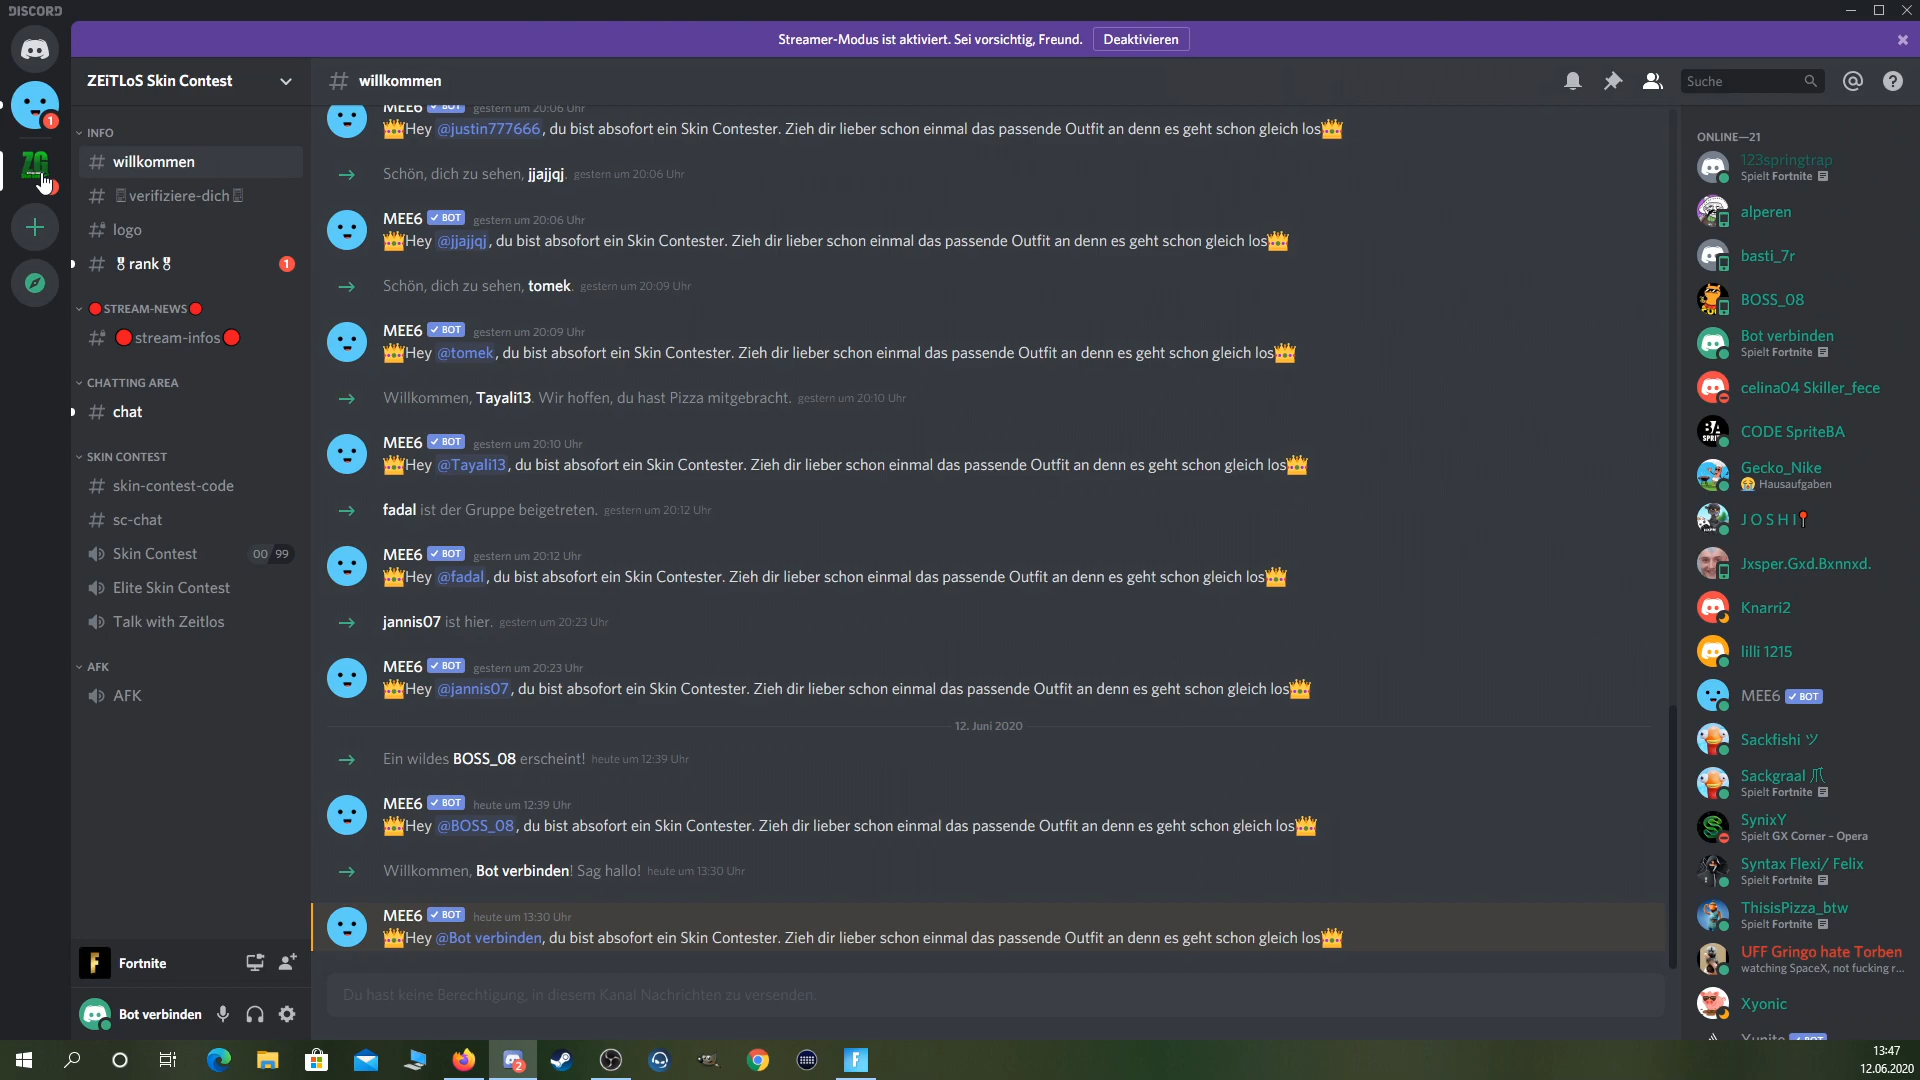 DISCORD
Streamer-Modus ist aktiviert. Sei vorsichtig, Freund. Deaktivieren
ZEiTLoS Skin Contest
willkommen
Suche
1
INFO
willkommen
verifiziere-dich
logo
rank
1
STREAM-NEWS
stream-infos
CHATTING AREA
chat
SKIN CONTEST
skin-contest-code
sc-chat
Skin Contest 00 99
Elite Skin Contest
Talk with Zeitlos
AFK
AFK
Fortnite
Bot verbinden
ZG
MEE6 BOT gestern um 20:06 Uhr
Hey @justin777666, du bist absofort ein Skin Contester. Zieh dir lieber schon einmal das passende Outfit an denn es geht schon gleich los
Schön, dich zu sehen, jjajjqj. gestern um 20:06 Uhr
MEE6 BOT gestern um 20:06 Uhr
Hey @jjajjqj, du bist absofort ein Skin Contester. Zieh dir lieber schon einmal das passende Outfit an denn es geht schon gleich los
Schön, dich zu sehen, tomek. gestern um 20:09 Uhr
MEE6 BOT gestern um 20:09 Uhr
Hey @tomek, du bist absofort ein Skin Contester. Zieh dir lieber schon einmal das passende Outfit an denn es geht schon gleich los
Willkommen, Tayali13. Wir hoffen, du hast Pizza mitgebracht. gestern um 20:10 Uhr
MEE6 BOT gestern um 20:10 Uhr
Hey @Tayali13, du bist absofort ein Skin Contester. Zieh dir lieber schon einmal das passende Outfit an denn es geht schon gleich los
fadal ist der Gruppe beigetreten. gestern um 20:12 Uhr
MEE6 BOT gestern um 20:12 Uhr
Hey @fadal, du bist absofort ein Skin Contester. Zieh dir lieber schon einmal das passende Outfit an denn es geht schon gleich los
jannis07 ist hier. gestern um 20:23 Uhr
MEE6 BOT gestern um 20:23 Uhr
Hey @jannis07, du bist absofort ein Skin Contester. Zieh dir lieber schon einmal das passende Outfit an denn es geht schon gleich los
12. Juni 2020
Ein wildes BOSS_08 erscheint! heute um 12:39 Uhr
MEE6 BOT heute um 12:39 Uhr
Hey @BOSS_08, du bist absofort ein Skin Contester. Zieh dir lieber schon einmal das passende Outfit an denn es geht schon gleich los
Willkommen, Bot verbinden! Sag hallo! heute um 13:30 Uhr
MEE6 BOT heute um 13:30 Uhr
Hey @Bot verbinden, du bist absofort ein Skin Contester. Zieh dir lieber schon einmal das passende Outfit an denn es geht schon gleich los
Du hast keine Berechtigung, in diesem Kanal Nachrichten zu versenden.
ONLINE—21
123springtrap
Spielt Fortnite
alperen
basti_7r
BOSS_08
Bot verbinden
Spielt Fortnite
celina04 Skiller_fece
CODE SpriteBA
Gecko_Nike
Hausaufgaben
J O S H I
Jxsper.Gxd.Bxnnxd.
Knarri2
lilli 1215
MEE6 BOT
Sackfishi ツ
Sackgraal 爪
Spielt Fortnite
SynixY
Spielt GX Corner – Opera
Syntax Flexi/ Felix
Spielt Fortnite
ThisisPizza_btw
Spielt Fortnite
UFF Gringo hate Torben
watching SpaceX, not fucking r...
Xyonic
2
13:47
12.06.2020